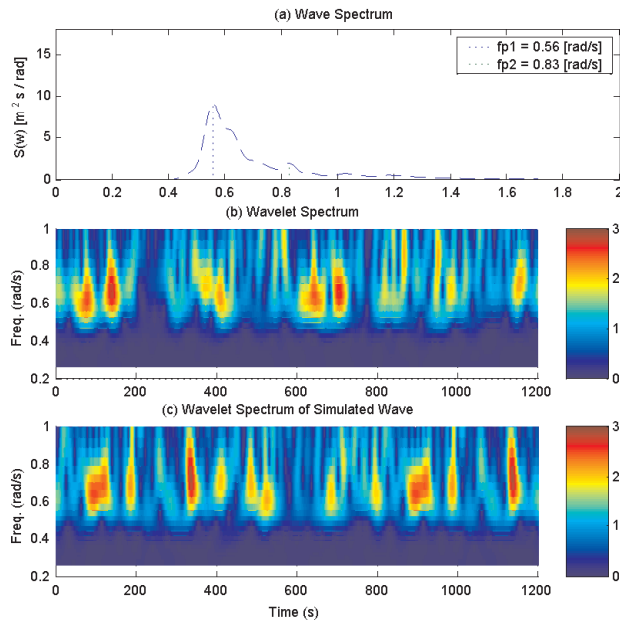 (a) Wave Spectrum
S(w) [m² s / rad]
15
10
5
0
fp1 = 0.56 [rad/s]
fp2 = 0.83 [rad/s]
0 0.2 0.4 0.6 0.8 1 1.2 1.4 1.6 1.8 2
(b) Wavelet Spectrum
Freq. (rad/s)
1
0.8
0.6
0.4
0.2
0 200 400 600 800 1000 1200
3
2
1
0
(c) Wavelet Spectrum of Simulated Wave
Freq. (rad/s)
1
0.8
0.6
0.4
0.2
0 200 400 600 800 1000 1200
3
2
1
0
Time (s)